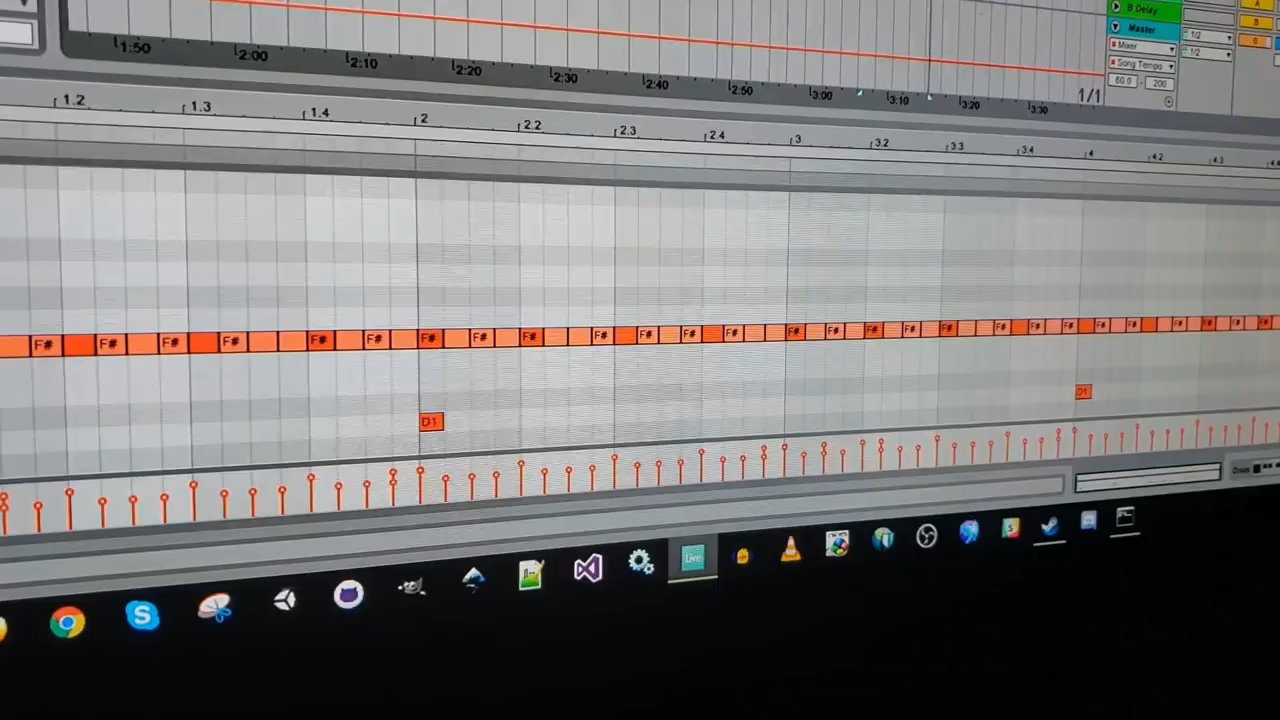 B Delay A
Master 1/2 B
Mixer 1/2
Song Tempo
60.0 200
1:50 2:00 2:10 2:20 2:30 2:40 2:50 3:00 3:10 3:20 3:30 1/1
1.2 1.3 1.4 2 2.2 2.3 2.4 3 3.2 3.3 3.4 4 4.2 4.3 4.4
F# F# F# F# F# F# F# F# F# F# F# F# F# F# F# F# F# F# F# F# F# F# F# F# F# F# F#
D1 D1
Live